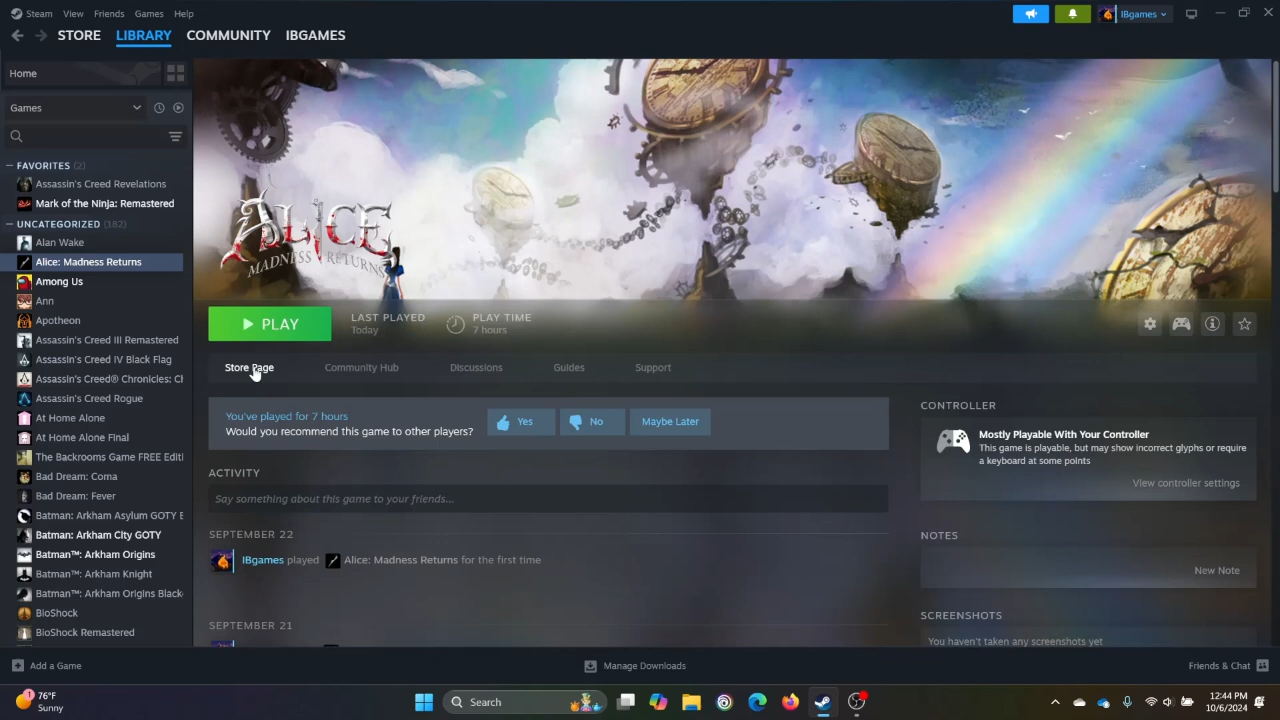 Steam View Friends Games Help
IBgames
STORE LIBRARY COMMUNITY IBGAMES
Home
Games
FAVORITES (2)
Assassin's Creed Revelations
Mark of the Ninja: Remastered
UNCATEGORIZED (182)
Alan Wake
Alice: Madness Returns
Among Us
Ann
Apotheon
Assassin's Creed III Remastered
Assassin's Creed IV Black Flag
Assassin's Creed® Chronicles: Cl
Assassin's Creed Rogue
At Home Alone
At Home Alone Final
The Backrooms Game FREE Editi
Bad Dream: Coma
Bad Dream: Fever
Batman: Arkham Asylum GOTY E
Batman: Arkham City GOTY
Batman™: Arkham Origins
Batman™: Arkham Knight
Batman™: Arkham Origins Black
BioShock
BioShock Remastered
Add a Game
ALICE
MADNESS RETURNS
PLAY
LAST PLAYED
Today
PLAY TIME
7 hours
Store Page Community Hub Discussions Guides Support
You've played for 7 hours
Would you recommend this game to other players?
Yes No Maybe Later
ACTIVITY
Say something about this game to your friends...
SEPTEMBER 22
IBgames played Alice: Madness Returns for the first time
SEPTEMBER 21
CONTROLLER
Mostly Playable With Your Controller
This game is playable, but may show incorrect glyphs or require
a keyboard at some points
View controller settings
NOTES
New Note
SCREENSHOTS
You haven't taken any screenshots yet
Manage Downloads
Friends & Chat
1
76°F
Sunny
Search
12:44 PM
10/6/2024